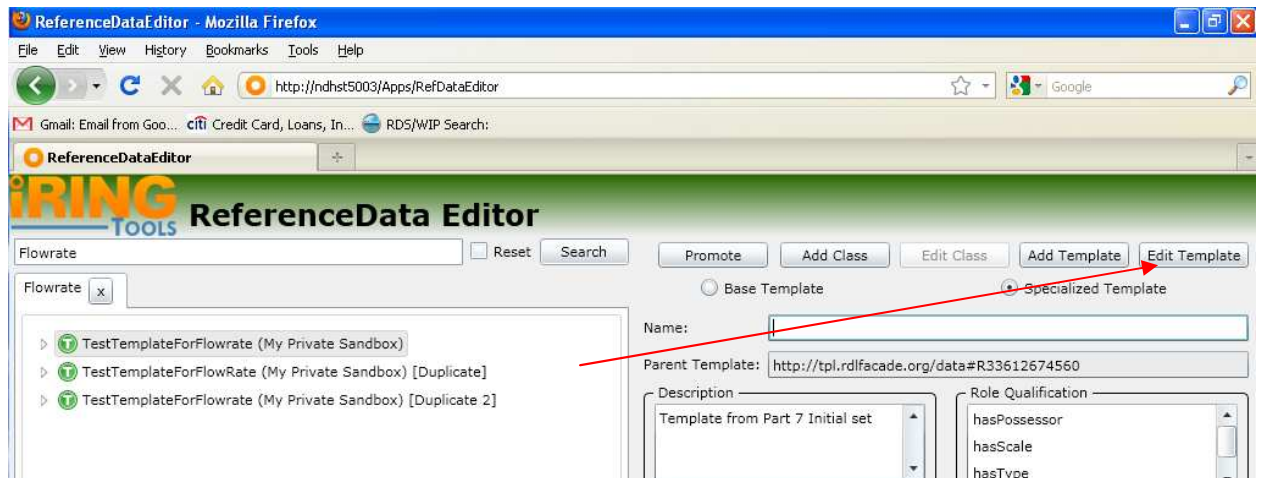 ReferenceDataEditor - Mozilla Firefox
File Edit View History Bookmarks Tools Help
http://ndhst5003/Apps/RefDataEditor
Google
Gmail: Email from Goo... citi Credit Card, Loans, In... RDS/WIP Search:
ReferenceDataEditor
iRING TOOLS ReferenceData Editor
Flowrate Reset Search
Promote Add Class Edit Class Add Template Edit Template
Flowrate x
Base Template Specialized Template
Name:
TestTemplateForFlowrate (My Private Sandbox)
Parent Template: http://tpl.rdlfacade.org/data#R33612674560
TestTemplateForFlowRate (My Private Sandbox) [Duplicate]
TestTemplateForFlowrate (My Private Sandbox) [Duplicate 2]
Description
Template from Part 7 Initial set
Role Qualification
hasPossessor
hasScale
hasType